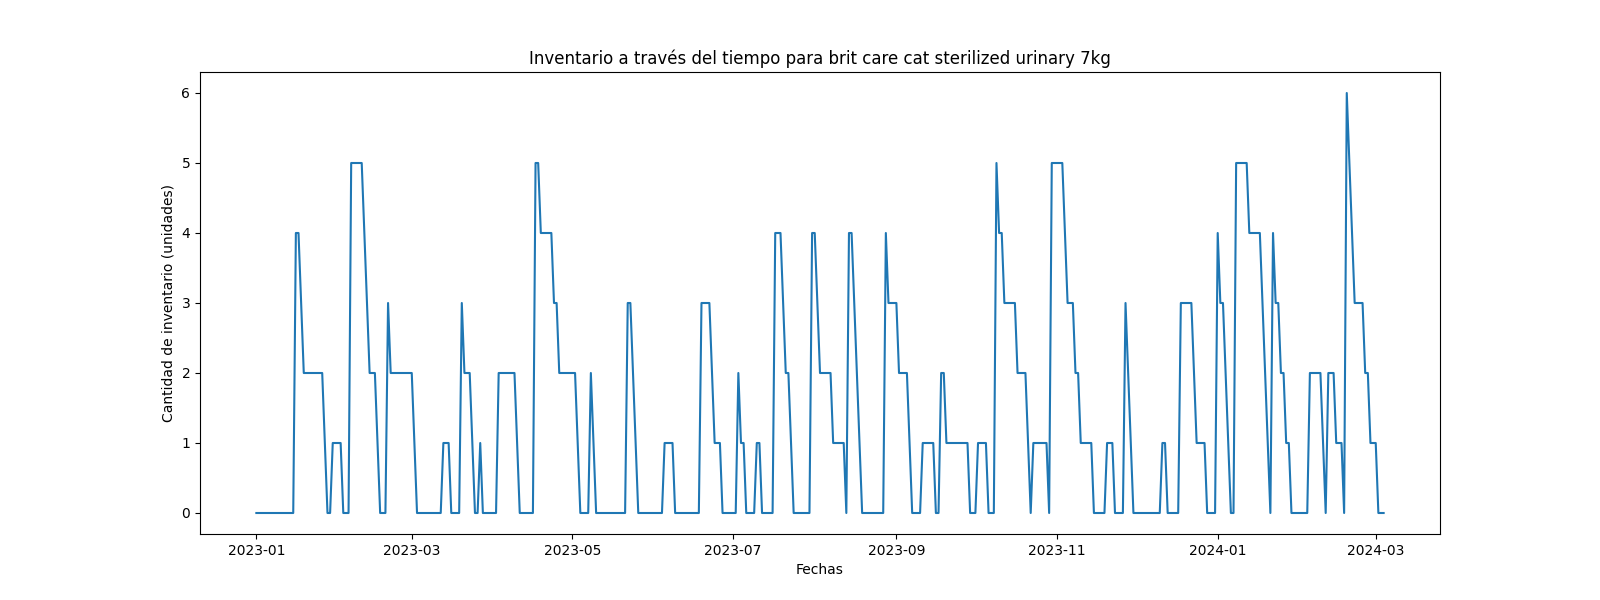 Inventario a través del tiempo para brit care cat sterilized urinary 7kg
Cantidad de inventario (unidades)
6
5
4
3
2
1
0
2023-01 2023-03 2023-05 2023-07 2023-09 2023-11 2024-01 2024-03
Fechas